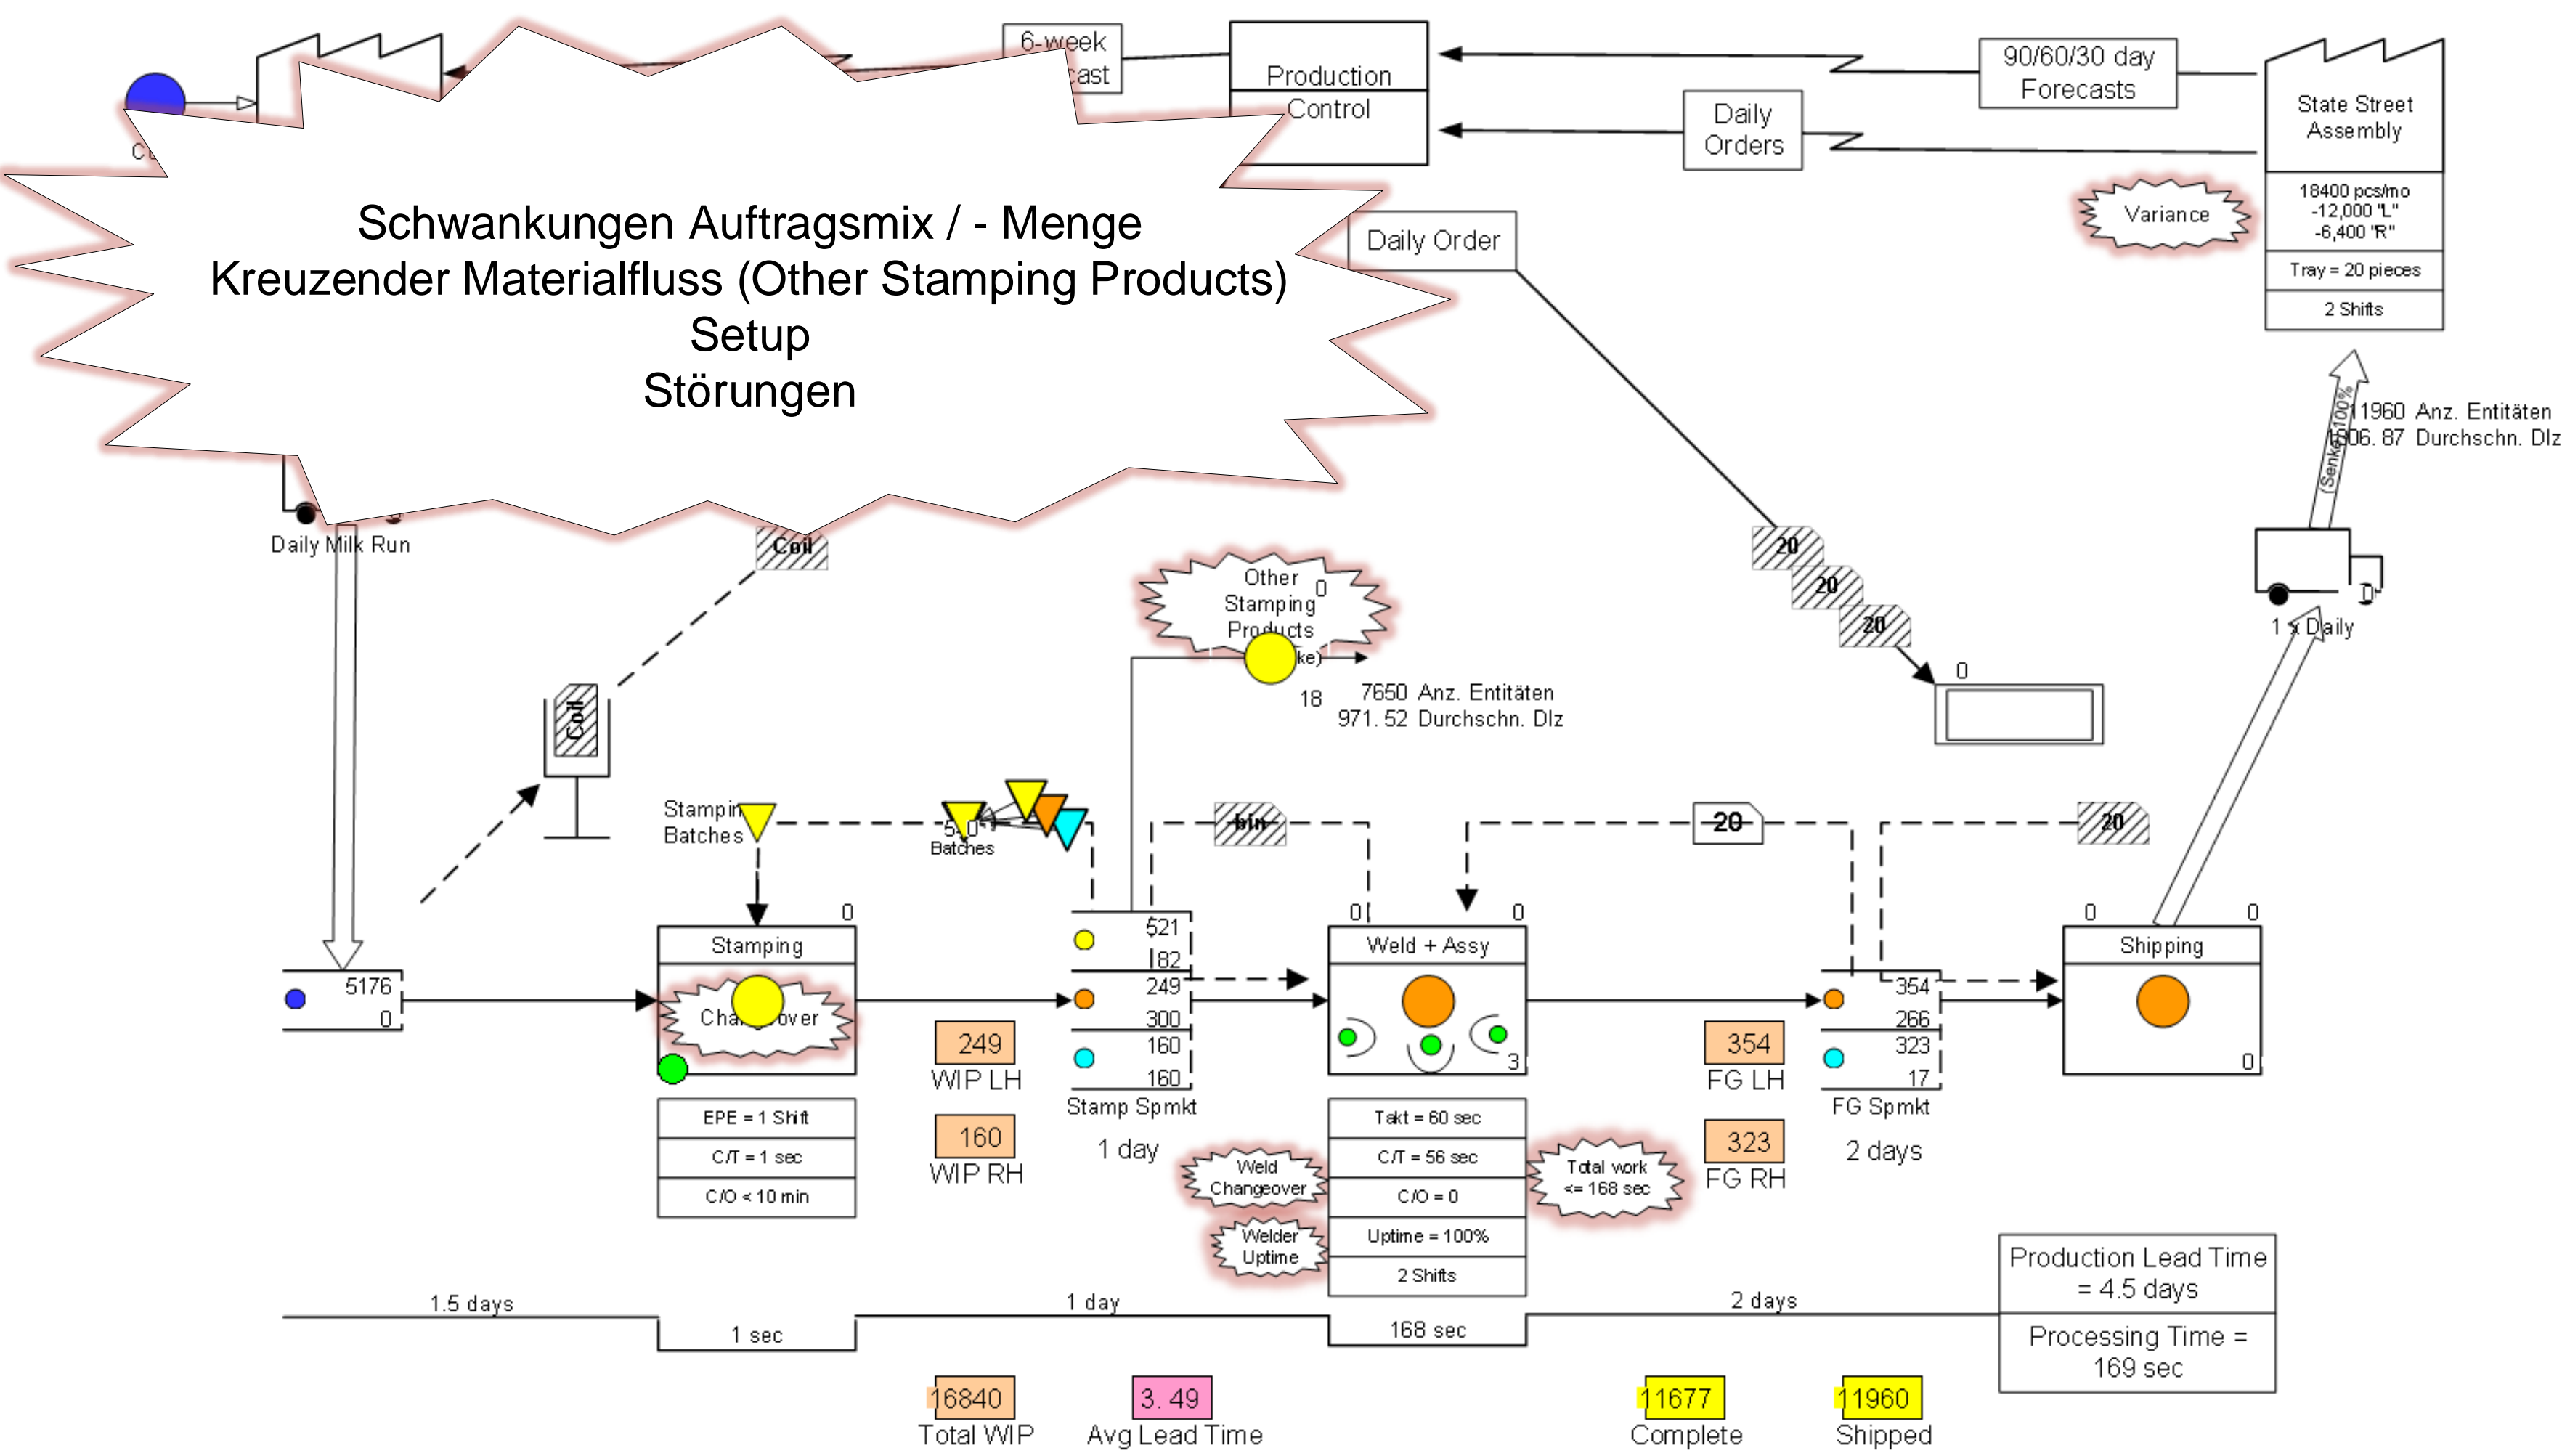 6-week
90/60/30 day
Forecasts
Production
Control
Daily
Orders
State Street
Assembly
18400 pcs/mo
-12,000 "L"
-6,400 "R"
Tray = 20 pieces
2 Shifts
Variance
Schwankungen Auftragsmix / - Menge
Kreuzender Materialfluss (Other Stamping Products)
Setup
Störungen
Daily Order
11960 Anz. Entitäten
06. 87 Durchschn. Dlz
100%
Daily Milk Run
Coil
20
20
20
0
1 x Daily
0
Other
Stamping
Products
0
18
7650 Anz. Entitäten
971. 52 Durchschn. Dlz
Coil
Batches
Batches
bin
20
20
5176
0
Stamping
0
EPE = 1 Shift
C/T = 1 sec
C/O < 10 min
249
WIP LH
160
WIP RH
521
82
249
300
160
160
Stamp Spmkt
1 day
0
0
Weld + Assy
3
Takt = 60 sec
C/T = 56 sec
C/O = 0
Uptime = 100%
2 Shifts
Weld
Changeover
Welder
Uptime
Total work
<= 168 sec
354
FG LH
323
FG RH
354
266
323
17
FG Spmkt
2 days
0
0
Shipping
0
1.5 days
1 sec
1 day
168 sec
2 days
Production Lead Time
= 4.5 days
Processing Time =
169 sec
16840
Total WIP
3. 49
Avg Lead Time
11677
Complete
11960
Shipped